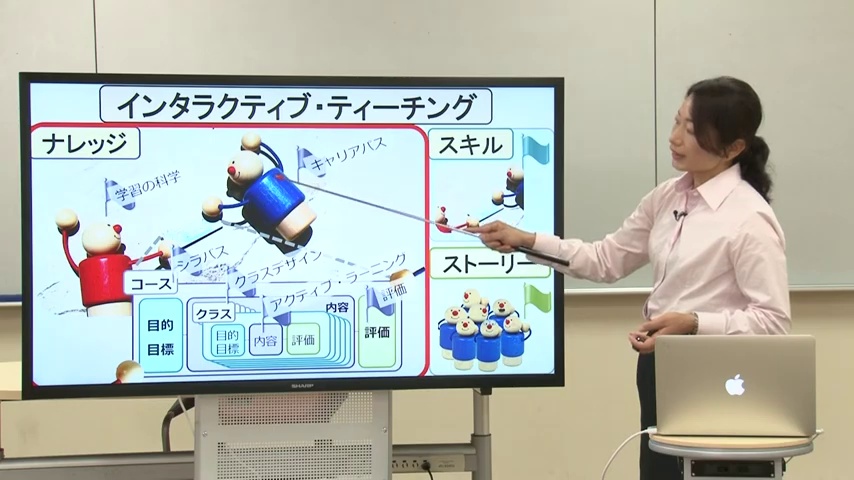 インタラクティブ・ティーチング
ナレッジ
スキル
ストーリー
学習の科学
キャリアパス
シラバス
クラスデザイン
アクティブ・ラーニング
評価
コース
目的
目標
クラス
目的
目標
内容
評価
内容
評価
SHARP